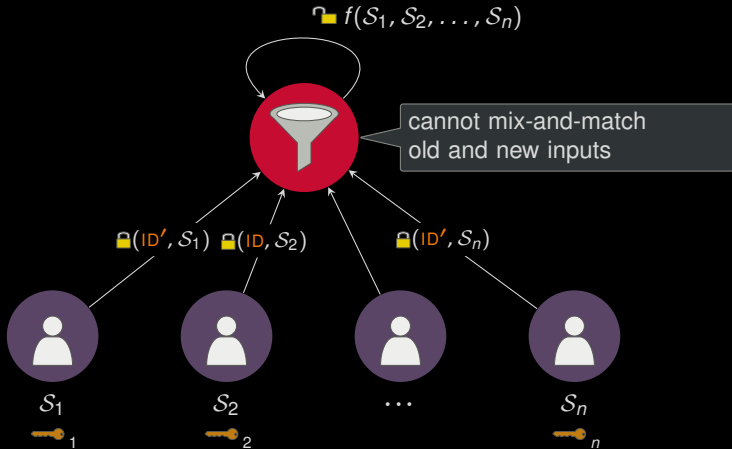 f(S₁, S₂, . . . , Sₙ)
cannot mix-and-match
old and new inputs
(ID′, S₁) (ID, S₂) (ID′, Sₙ)
S₁ S₂ ⋯ Sₙ
1 2 n